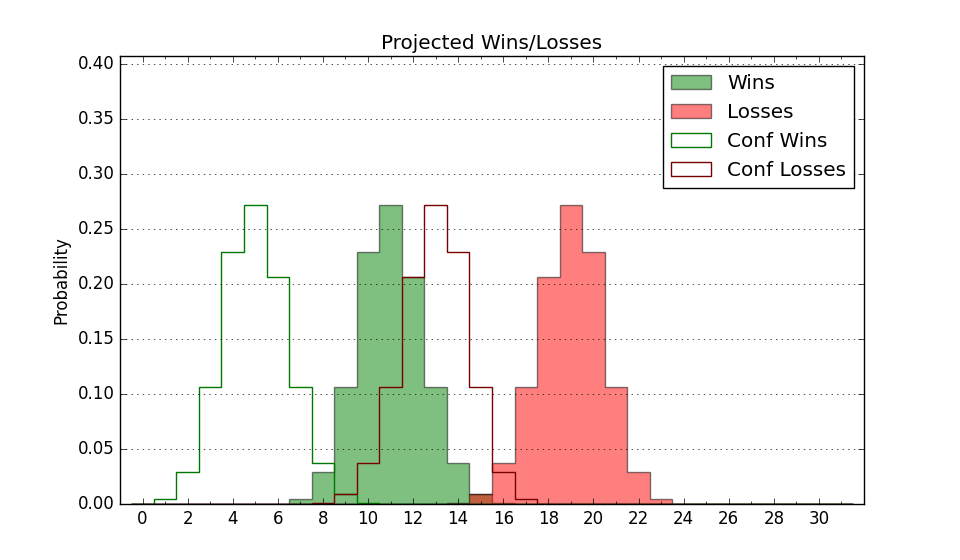 Projected Wins/Losses
0.40
0.35
0.30
0.25
0.20
0.15
0.10
0.05
0.00
Probability
Wins
Losses
Conf Wins
Conf Losses
0 2 4 6 8 10 12 14 16 18 20 22 24 26 28 30